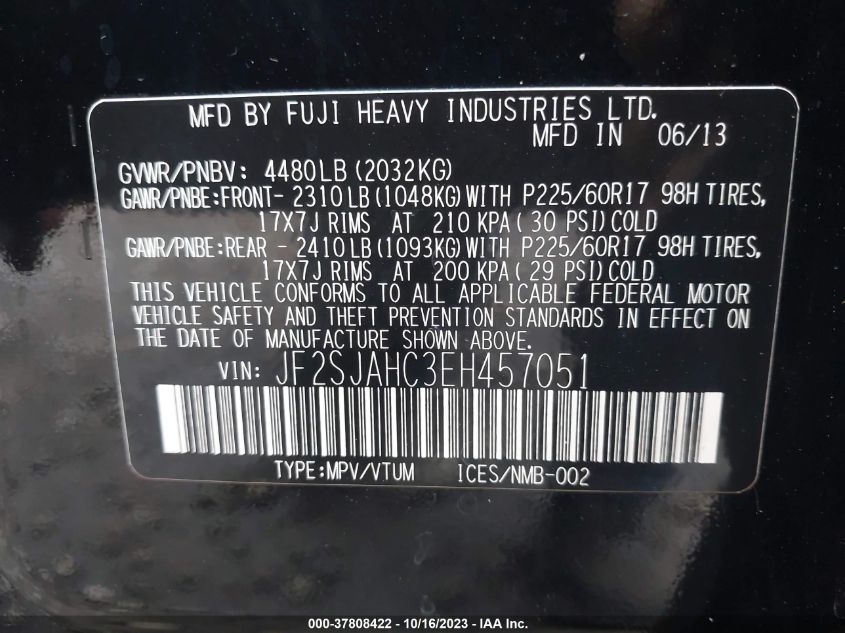 MFD BY FUJI HEAVY INDUSTRIES LTD.
MFD IN 06/13
GVWR/PNBV: 4480LB (2032KG)
GAWR/PNBE:FRONT- 2310LB (1048KG) WITH P225/60R17 98H TIRES,
17X7J RIMS AT 210 KPA( 30 PSI) COLD
GAWR/PNBE:REAR - 2410LB (1093KG) WITH P225/60R17 98H TIRES,
17X7J RIMS AT 200 KPA( 29 PSI) COLD
THIS VEHICLE CONFORMS TO ALL APPLICABLE FEDERAL MOTOR
VEHICLE SAFETY AND THEFT PREVENTION STANDARDS IN EFFECT ON
THE DATE OF MANUFACTURE SHOWN ABOVE.
VIN: JF2SJAHC3EH457051
TYPE:MPV/VTUM ICES/NMB-002
000-37808422 - 10/16/2023 - IAA Inc.